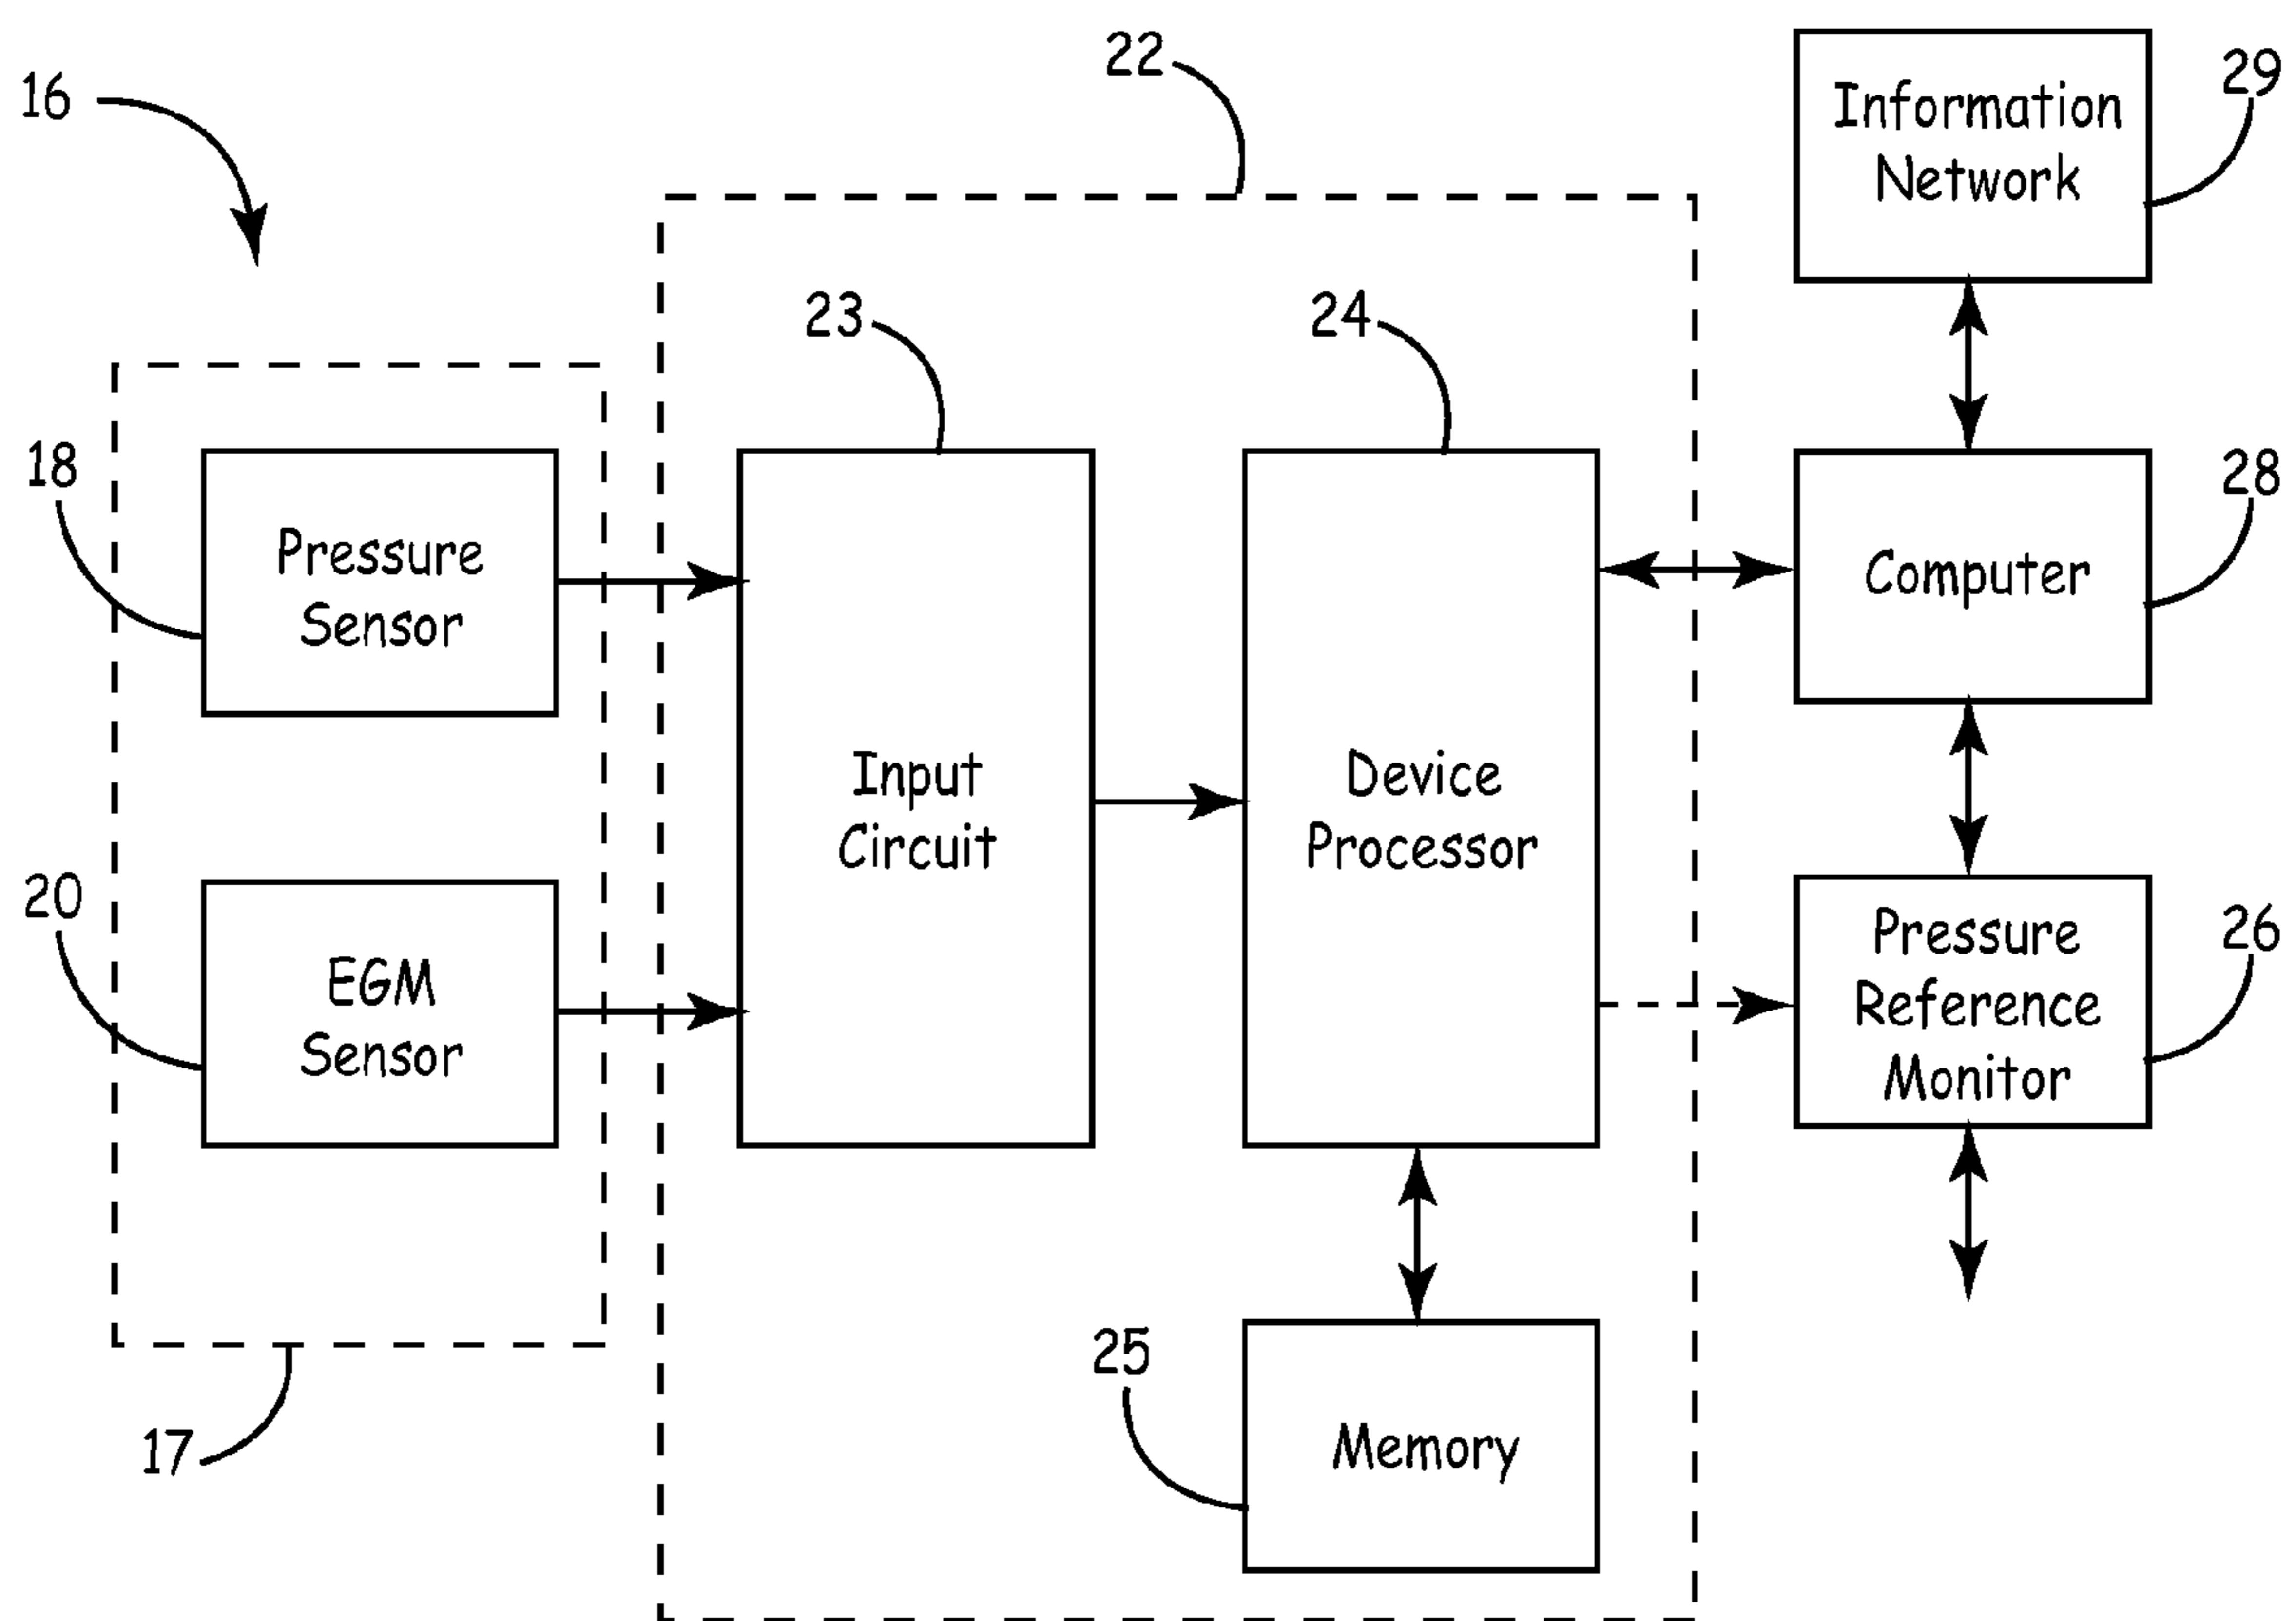 22
29
16
Information
Network
23
24
18
28
Pressure
Sensor
Computer
Input
Circuit
Device
Processor
20
26
EGM
Sensor
Pressure
Reference
Monitor
25
17
Memory